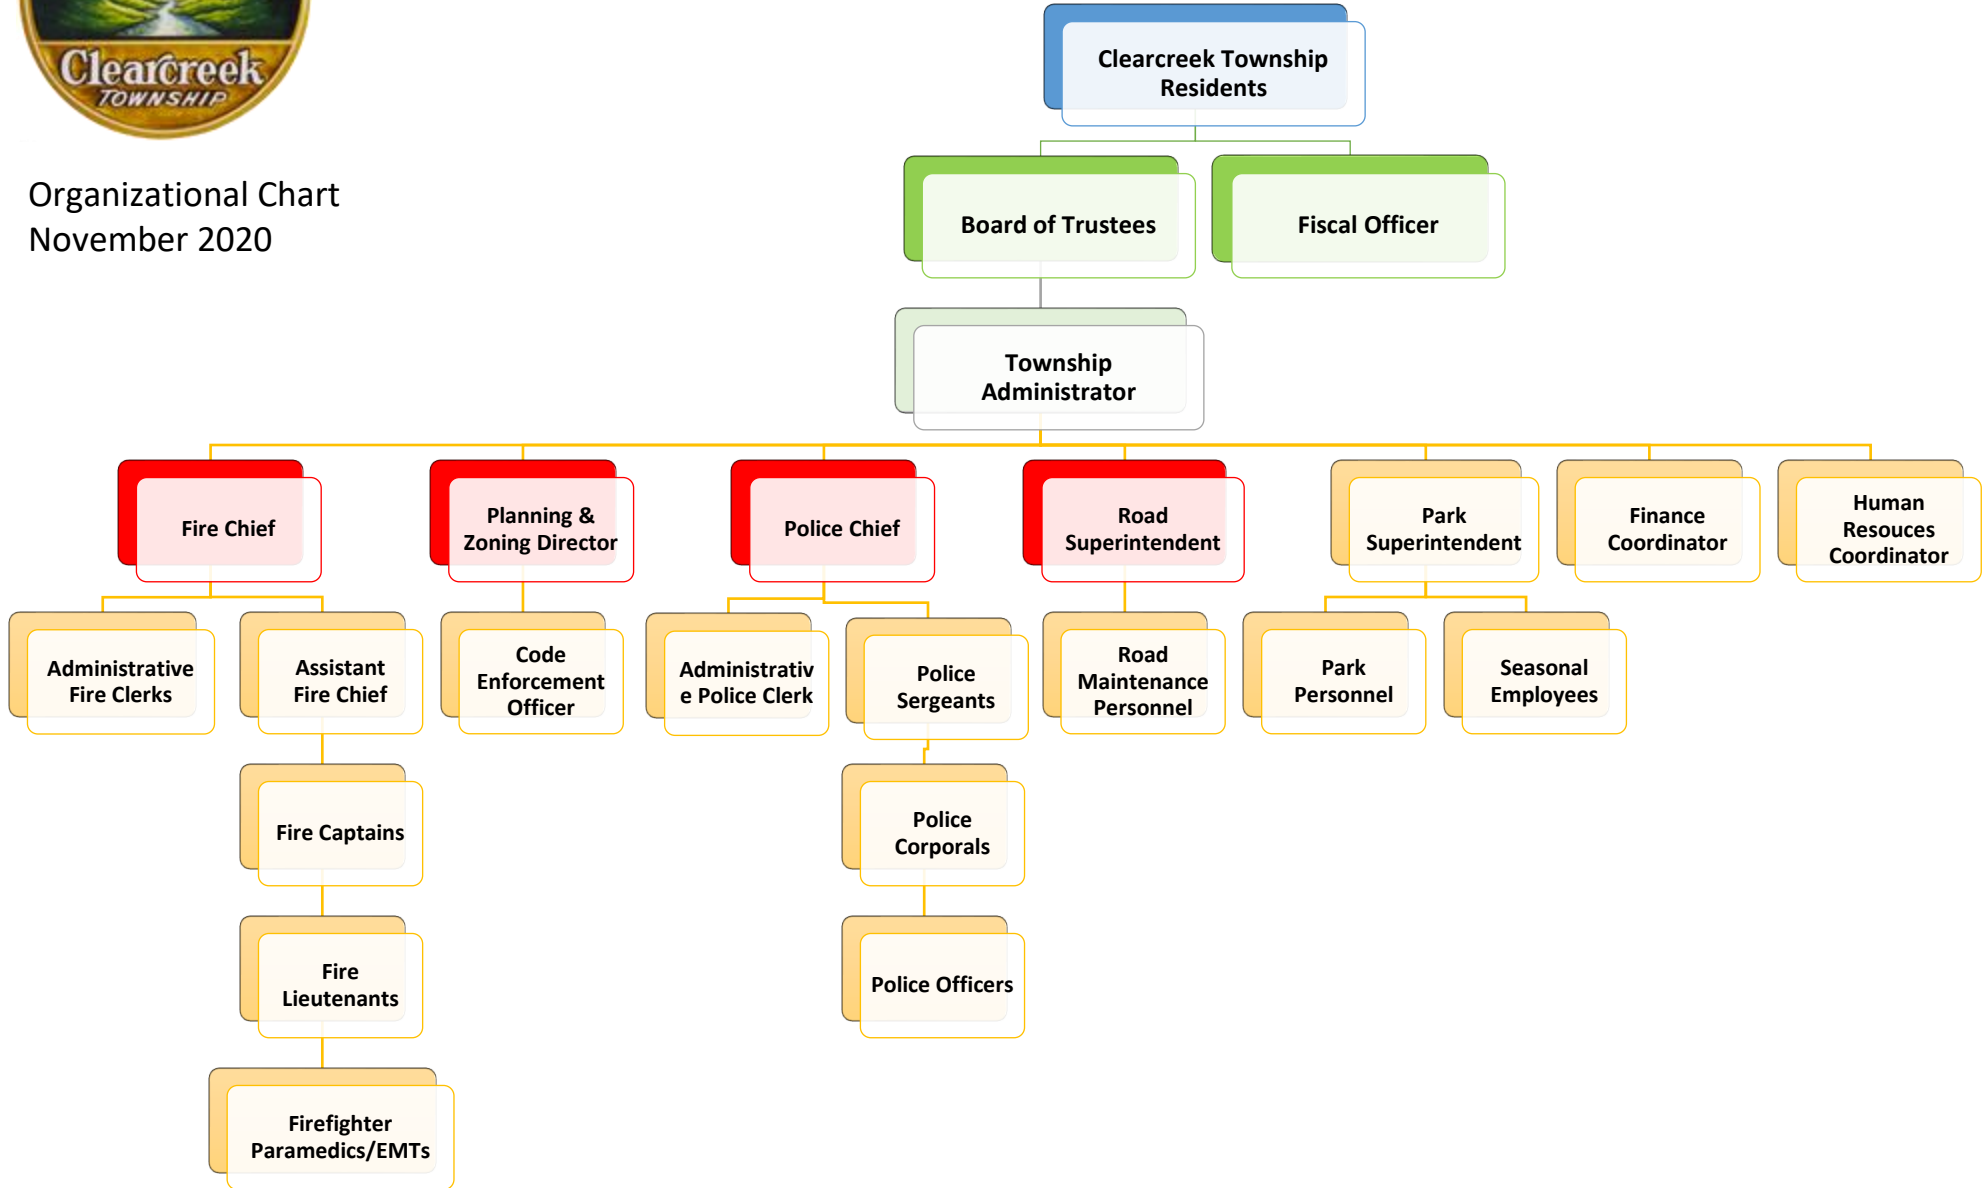 Clearcreek
TOWNSHIP
Organizational Chart
November 2020
Clearcreek Township
Residents
Board of Trustees
Fiscal Officer
Township
Administrator
Fire Chief
Planning &
Zoning Director
Police Chief
Road
Superintendent
Park
Superintendent
Finance
Coordinator
Human
Resouces
Coordinator
Administrative
Fire Clerks
Assistant
Fire Chief
Code
Enforcement
Officer
Administrativ
e Police Clerk
Police
Sergeants
Road
Maintenance
Personnel
Park
Personnel
Seasonal
Employees
Fire Captains
Police
Corporals
Fire
Lieutenants
Police Officers
Firefighter
Paramedics/EMTs